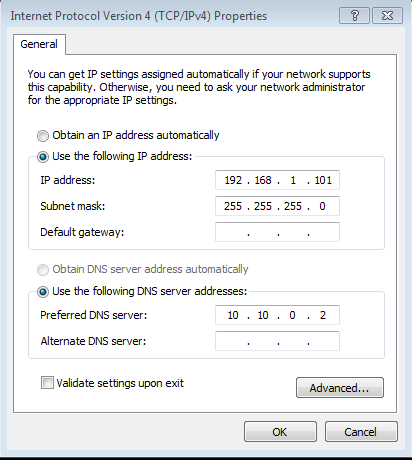 Internet Protocol Version 4 (TCP/IPv4) Properties
General
You can get IP settings assigned automatically if your network supports
this capability. Otherwise, you need to ask your network administrator
for the appropriate IP settings.
Obtain an IP address automatically
Use the following IP address:
IP address: 192 . 168 . 1 . 101
Subnet mask: 255 . 255 . 255 . 0
Default gateway: . . .
Obtain DNS server address automatically
Use the following DNS server addresses:
Preferred DNS server: 10 . 10 . 0 . 2
Alternate DNS server: . . .
Validate settings upon exit
Advanced...
OK Cancel